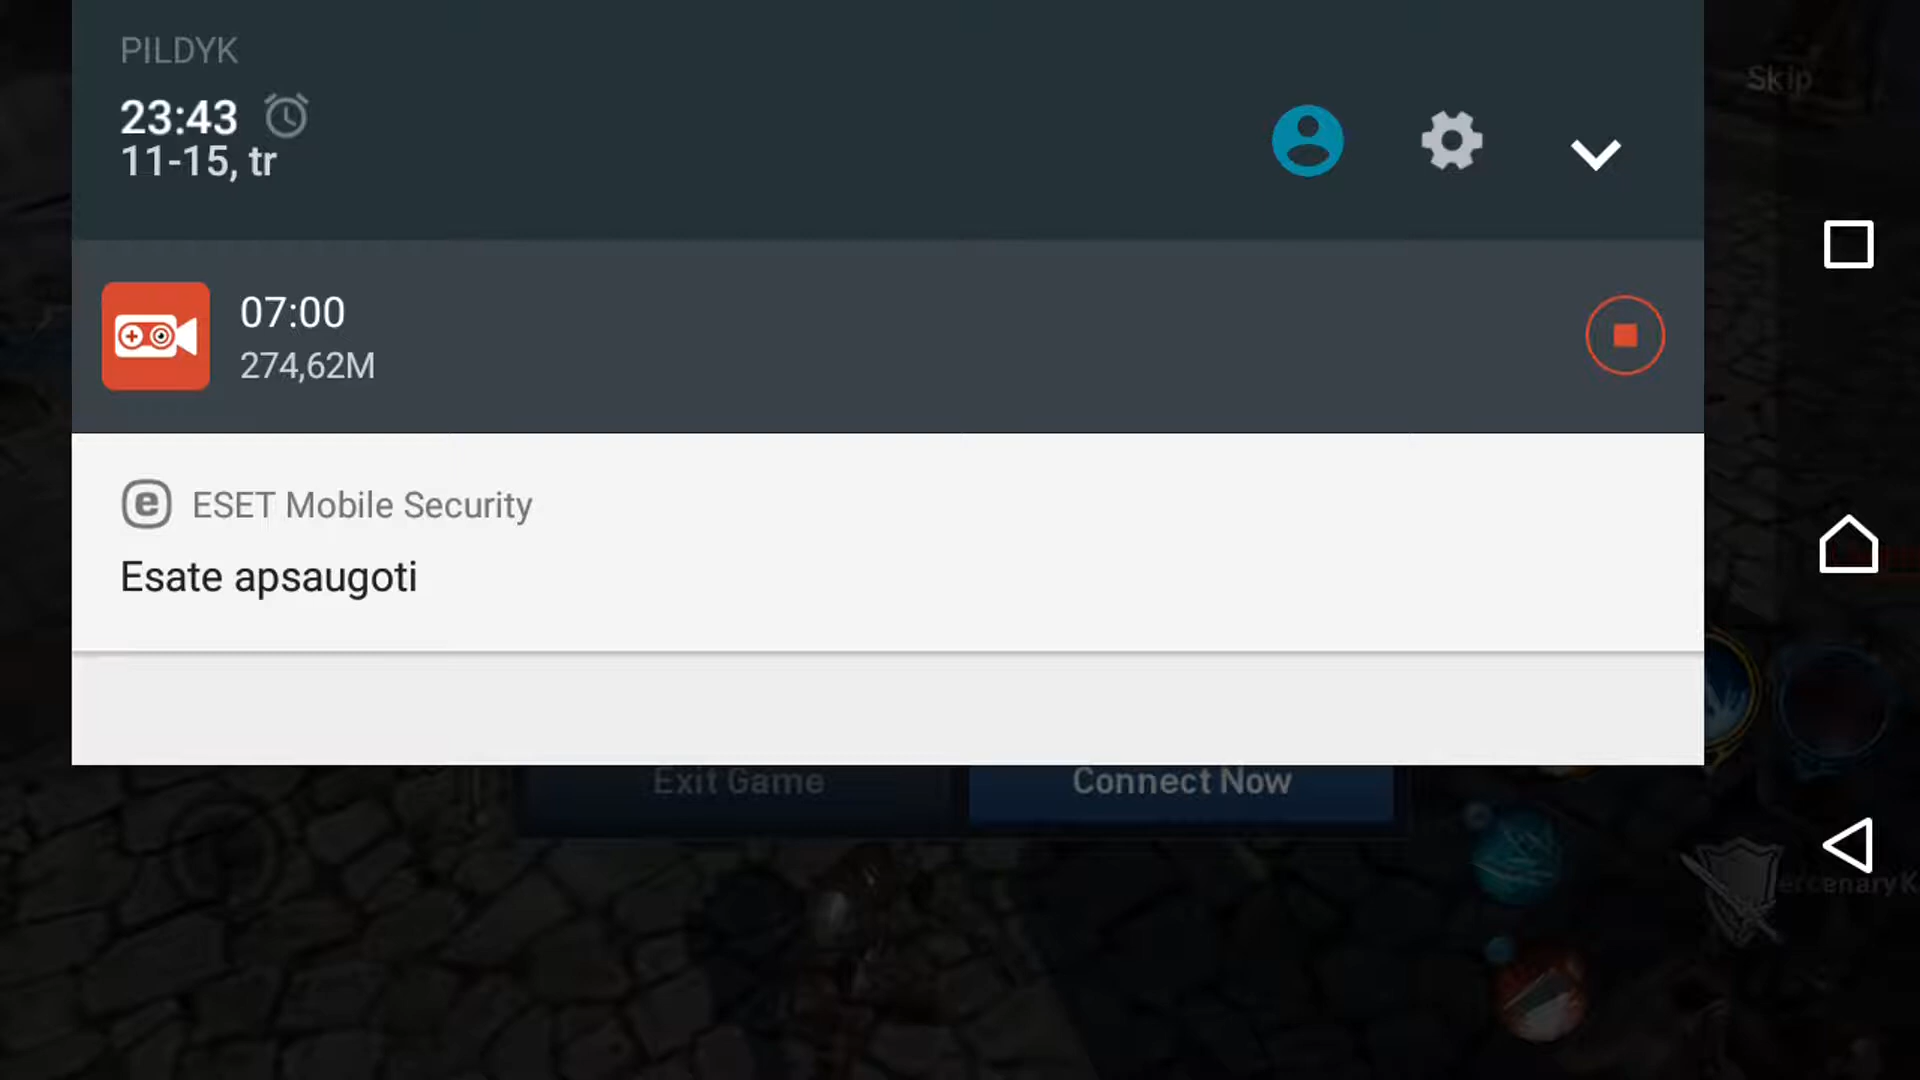 PILDYK
Skip
23:43
11-15, tr
07:00
274,62M
ESET Mobile Security
Esate apsaugoti
Exit Game
Connect Now